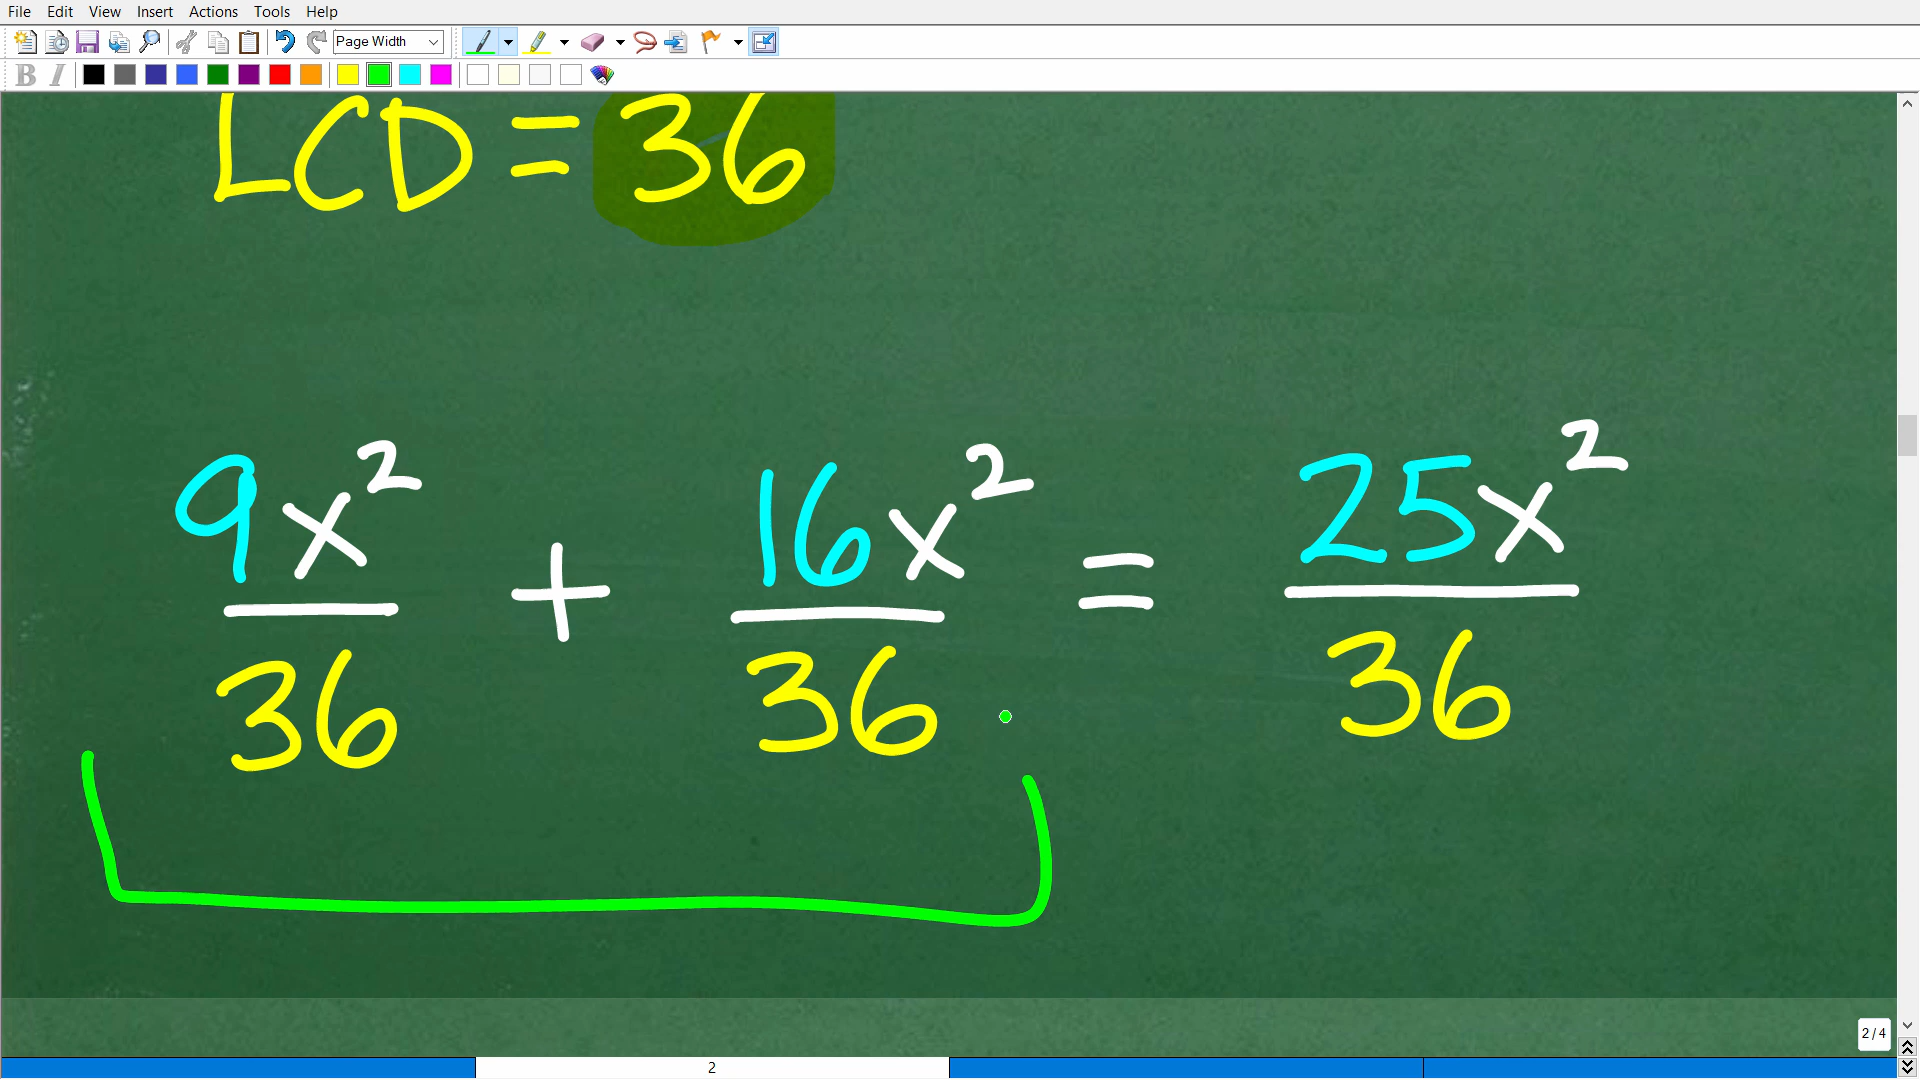 File Edit View Insert Actions Tools Help
Page Width
B I
LCD = 36
9x²/36 + 16x²/36 = 25x²/36
2 / 4
2